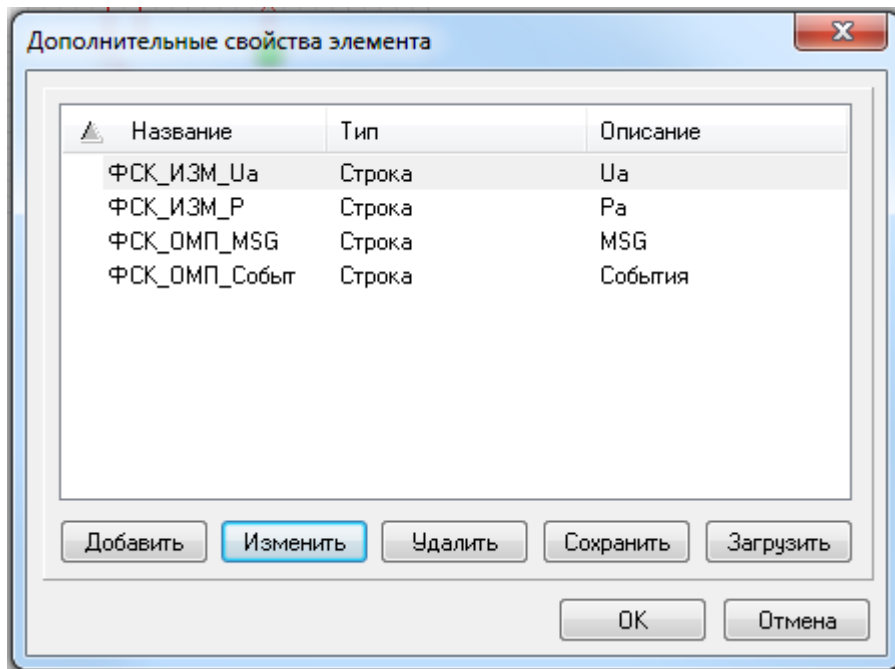 Дополнительные свойства элемента
Название Тип Описание
ФСК_ИЗМ_Ua Строка Ua
ФСК_ИЗМ_P Строка Pa
ФСК_ОМП_MSG Строка MSG
ФСК_ОМП_Событ Строка События
Добавить Изменить Удалить Сохранить Загрузить
OK Отмена